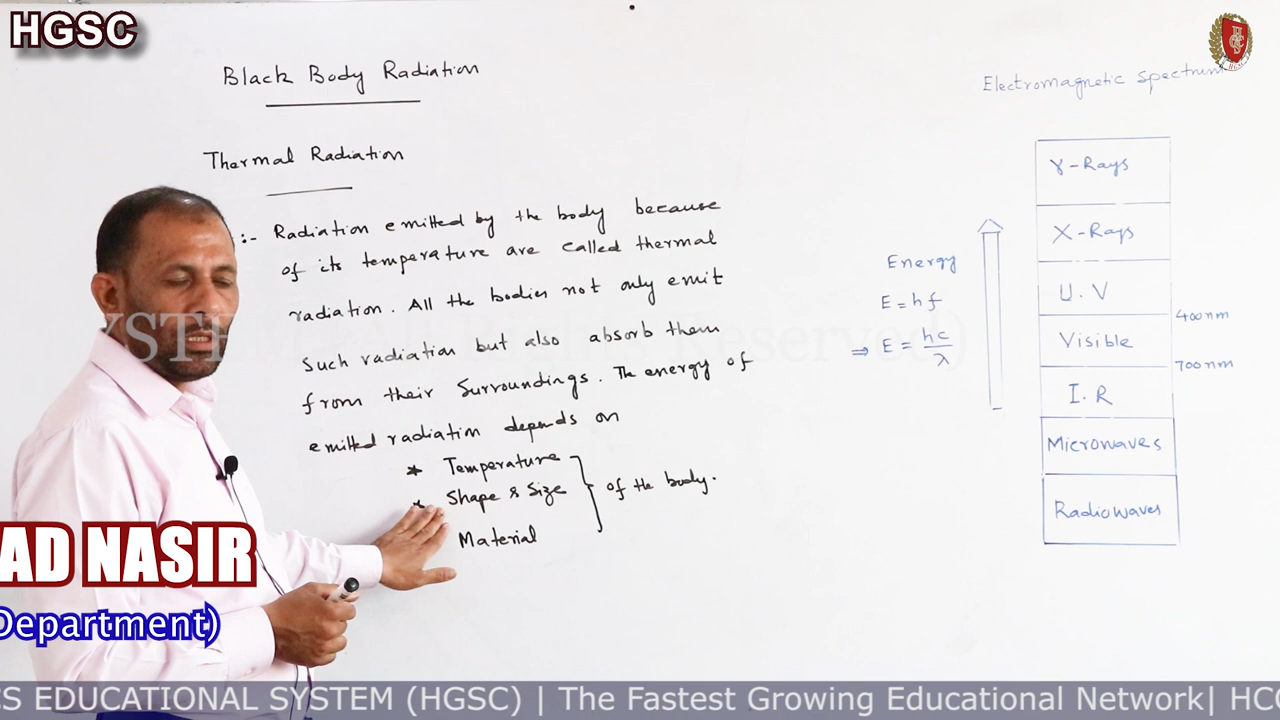 HGSC
Black Body Radiation
Thermal Radiation
:- Radiation emitted by the body because
of its temperature are called thermal
radiation. All the bodies not only emit
Such radiation but also absorb them
from their Surroundings. The energy of
emitted radiation depends on
* Temperature
* Shape & Size
Material
of the body.
Electromagnetic Spectrum
γ-Rays
X-Rays
U.V
400nm
Visible
700nm
I.R
Microwaves
Radiowaves
Energy
E = hf
⇒ E = hc/λ
HGSC
AD NASIR
Department)
CS EDUCATIONAL SYSTEM (HGSC) | The Fastest Growing Educational Network| HC